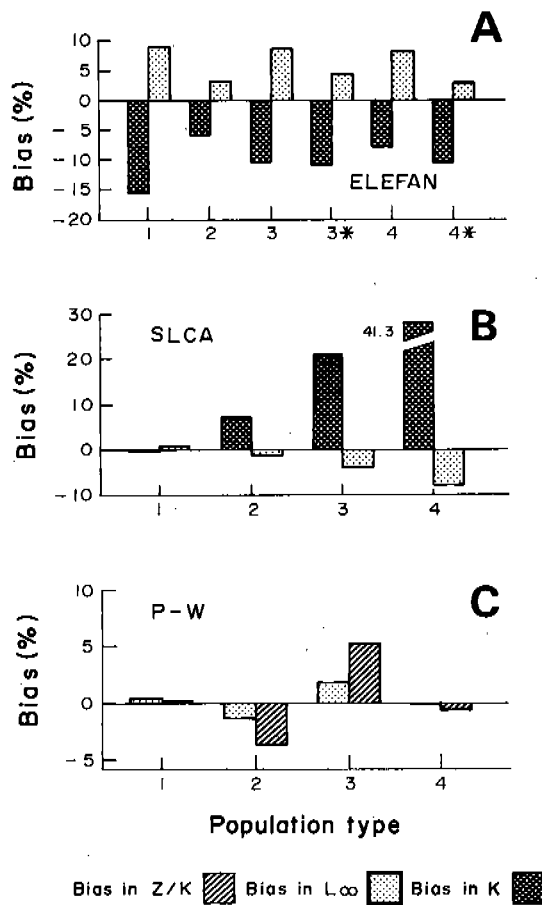 A
Bias (%)
10
5
0
-5
-10
-15
-20
ELEFAN
1 2 3 3* 4 4*
B
Bias (%)
30
20
10
0
-10
SLCA
41.3
1 2 3 4
C
Bias (%)
10
5
0
-5
P-W
1 2 3 4
Population type
Bias in Z/K Bias in L∞ Bias in K